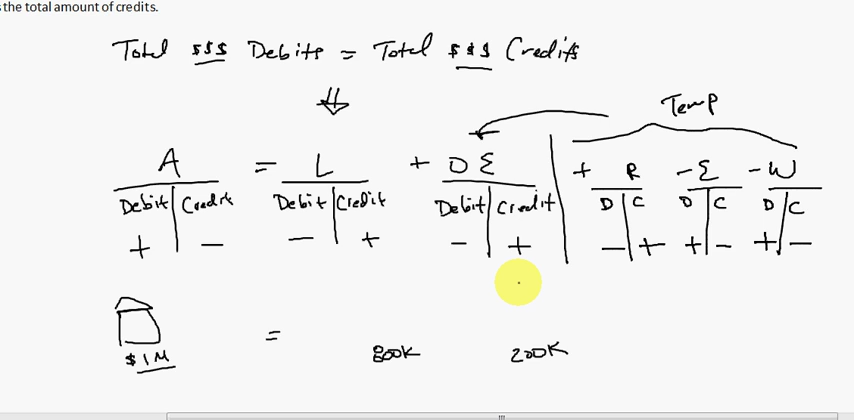 the total amount of credits.
Total $$$ Debits = Total $$$ Credits
Temp
A = L + OE + R - E - W
Debit Credit Debit Credit Debit Credit D C D C D C
+ - - + - + - + + - + -
=
$1M 800K 200K